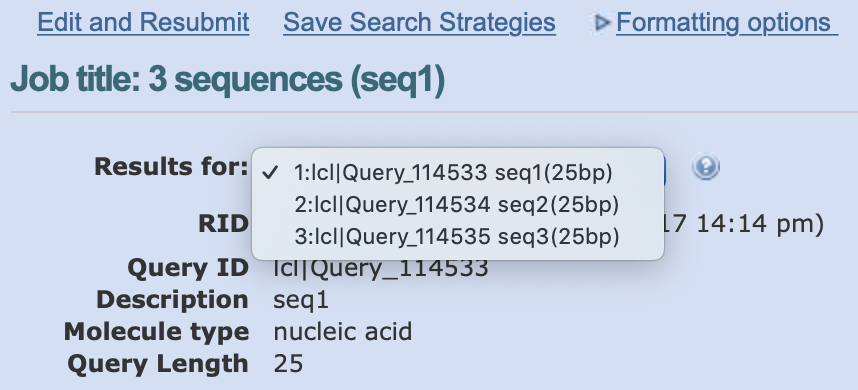 Edit and Resubmit Save Search Strategies Formatting options
Job title: 3 sequences (seq1)
Results for:
✓ 1:lcl|Query_114533 seq1(25bp)
2:lcl|Query_114534 seq2(25bp)
3:lcl|Query_114535 seq3(25bp)
RID 17 14:14 pm)
Query ID lcl|Query_114533
Description seq1
Molecule type nucleic acid
Query Length 25